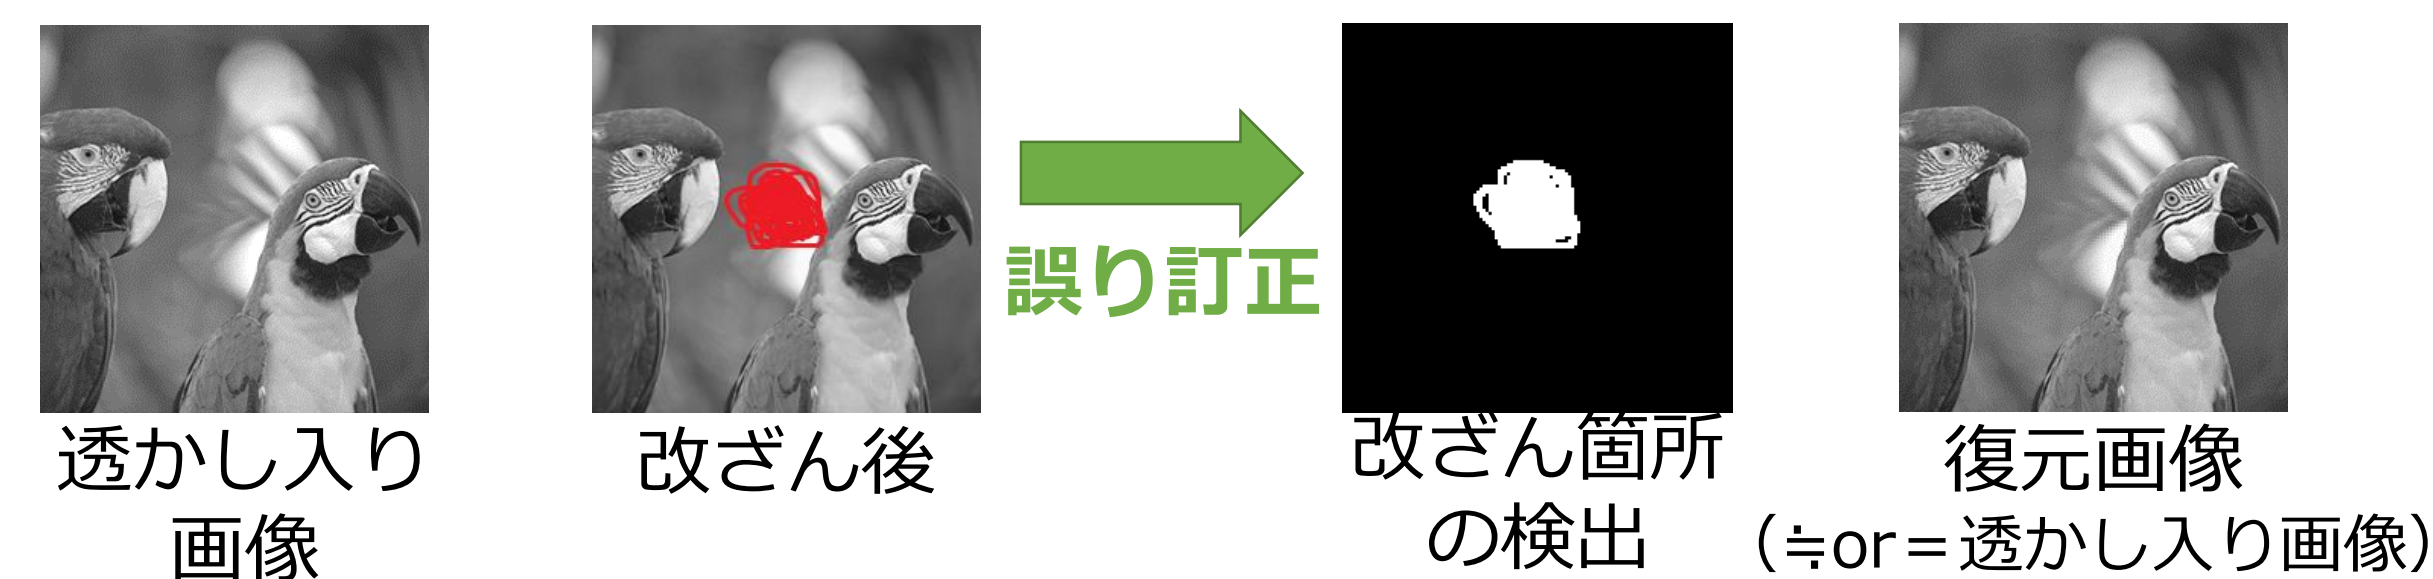 誤り訂正
透かし入り
画像
改ざん後
改ざん箇所
の検出
復元画像
(≒or=透かし入り画像)